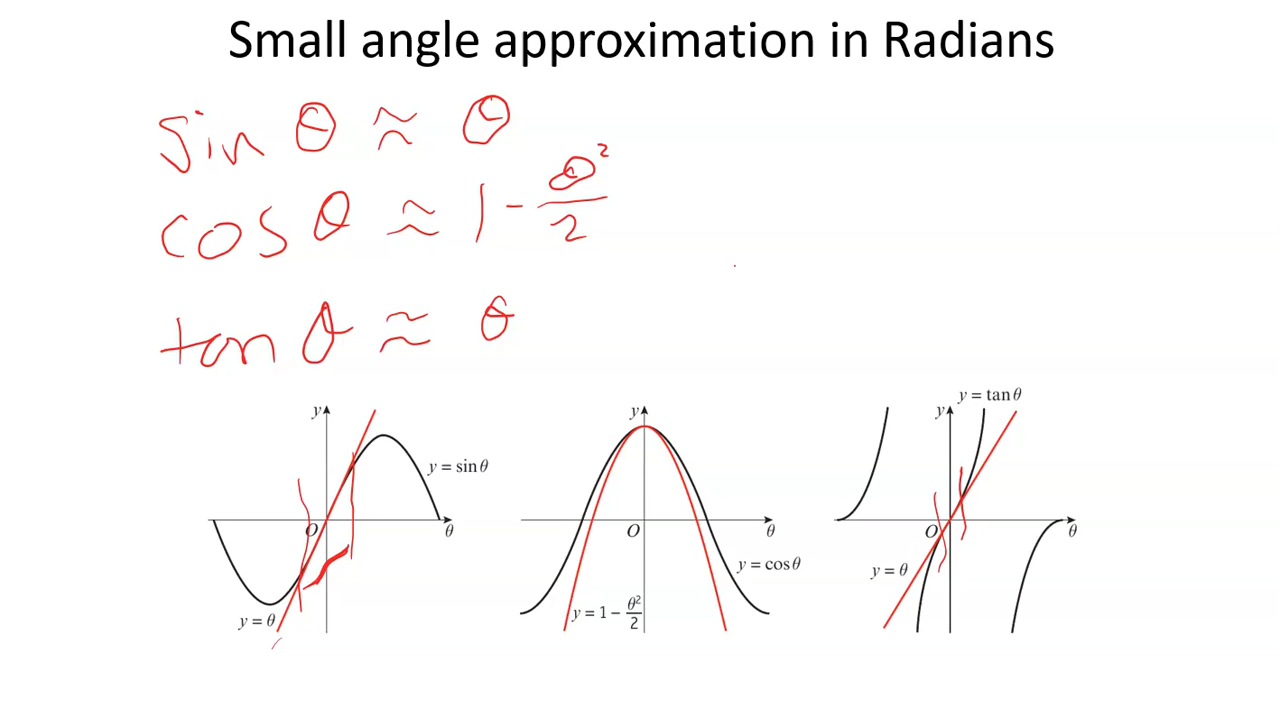 Small angle approximation in Radians
sin θ ≈ θ
cos θ ≈ 1 - θ²/2
tan θ ≈ θ
y
y = sin θ
O
θ
y = θ
y
O
θ
y = cos θ
y = 1 − θ²/2
y
y = tan θ
O
θ
y = θ